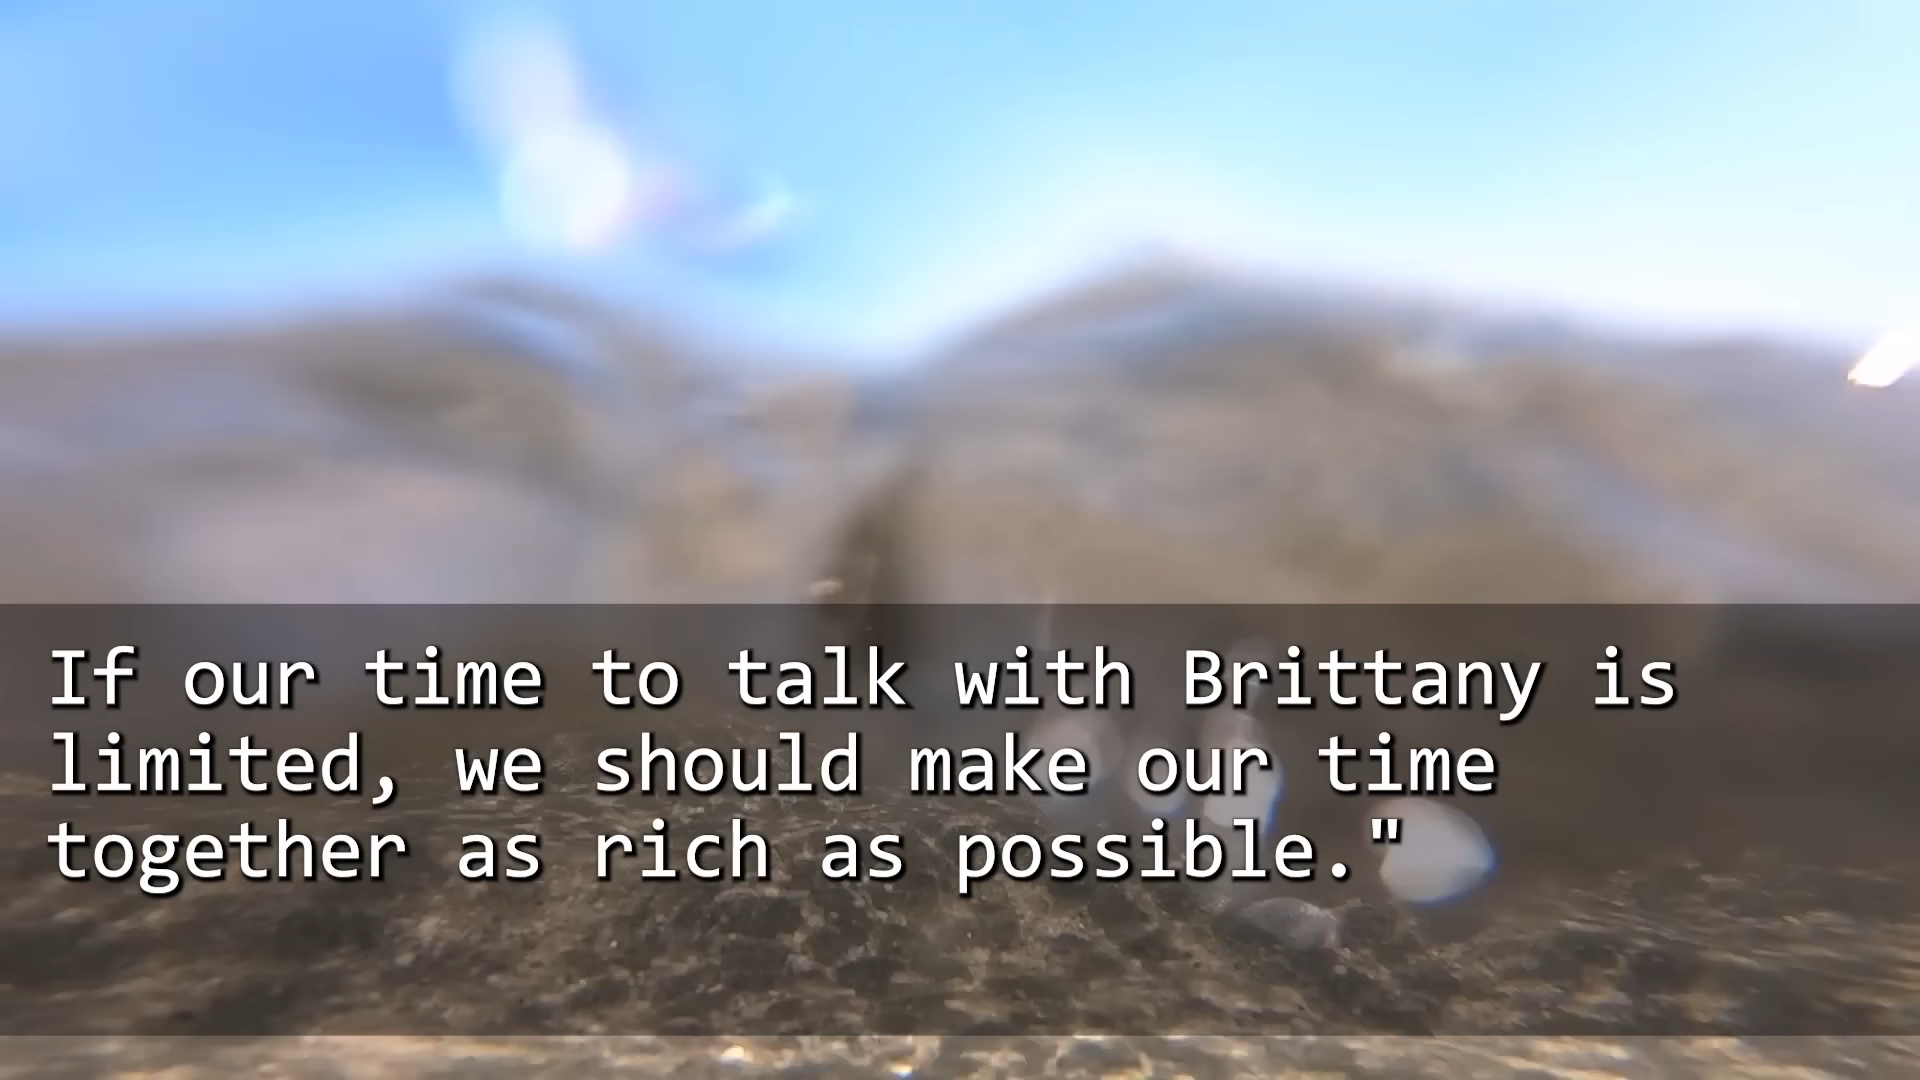 If our time to talk with Brittany is
limited, we should make our time
together as rich as possible."